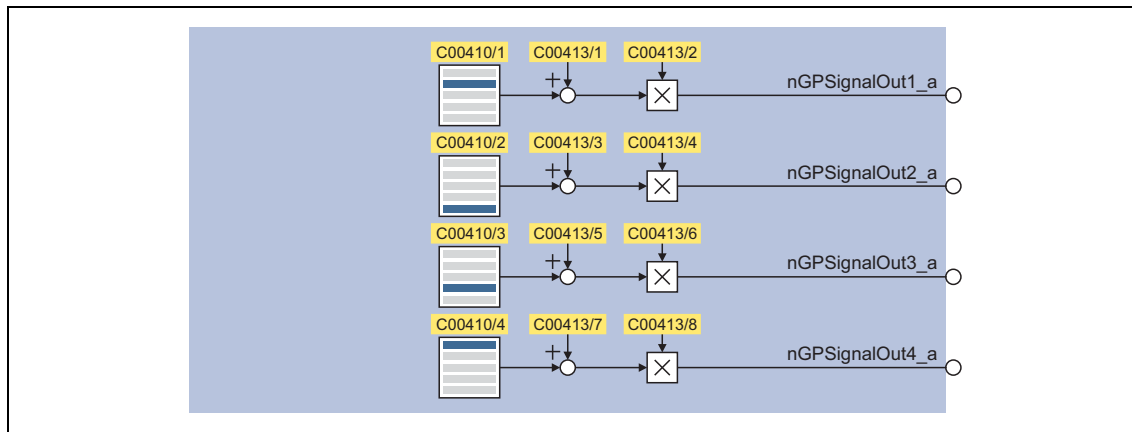 C00410/1 C00413/1 C00413/2
+
nGPSignalOut1_a
C00410/2 C00413/3 C00413/4
+
nGPSignalOut2_a
C00410/3 C00413/5 C00413/6
+
nGPSignalOut3_a
C00410/4 C00413/7 C00413/8
+
nGPSignalOut4_a